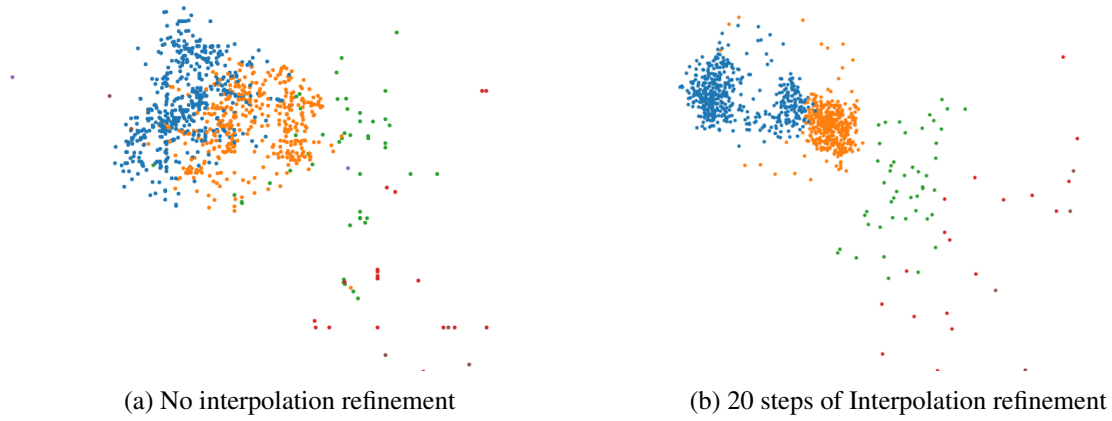 (a) No interpolation refinement
(b) 20 steps of Interpolation refinement